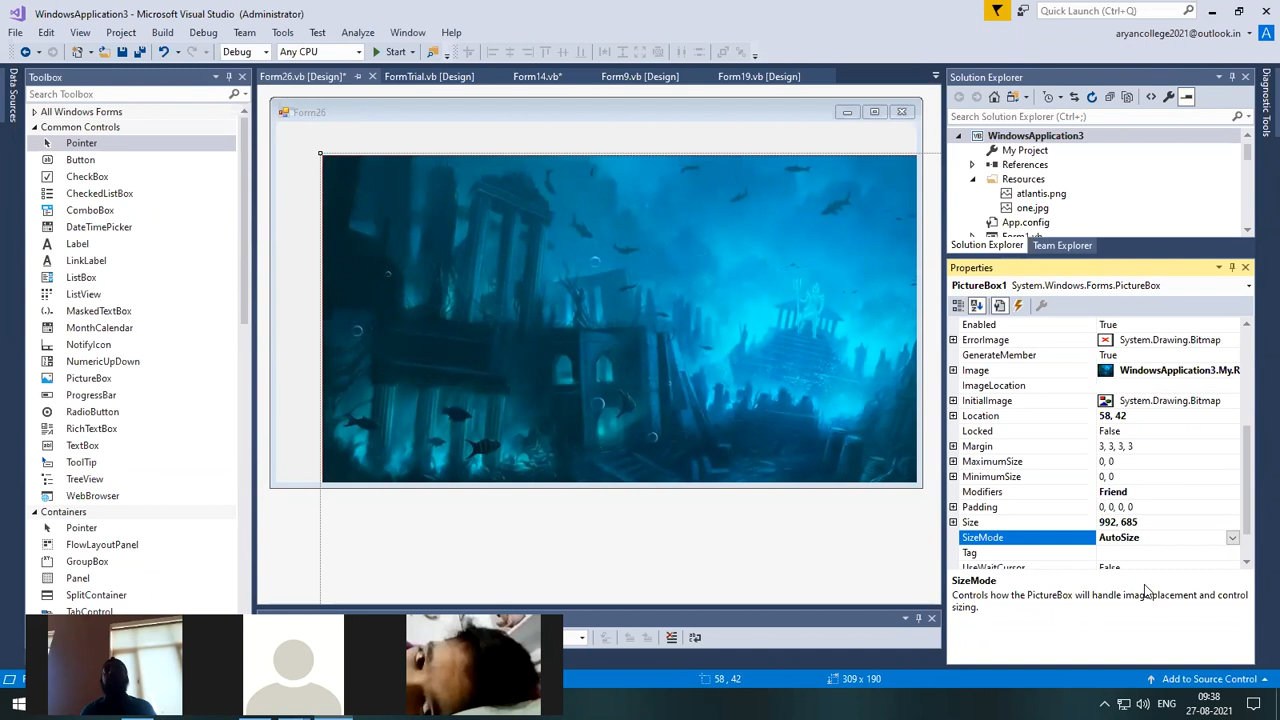 WindowsApplication3 - Microsoft Visual Studio (Administrator)
Quick Launch (Ctrl+Q)
File Edit View Project Build Debug Team Tools Test Analyze Window Help
aryancollege2021@outlook.in A
Debug Any CPU Start
Data Sources
Toolbox
Search Toolbox
All Windows Forms
Common Controls
Pointer
Button
CheckBox
CheckedListBox
ComboBox
DateTimePicker
Label
LinkLabel
ListBox
ListView
MaskedTextBox
MonthCalendar
NotifyIcon
NumericUpDown
PictureBox
ProgressBar
RadioButton
RichTextBox
TextBox
ToolTip
TreeView
WebBrowser
Containers
Pointer
FlowLayoutPanel
GroupBox
Panel
SplitContainer
TabControl
Form26.vb [Design]* FormTrial.vb [Design] Form14.vb* Form9.vb [Design] Form19.vb [Design]
Form26
Solution Explorer
Search Solution Explorer (Ctrl+;)
WindowsApplication3
My Project
References
Resources
atlantis.png
one.jpg
App.config
Form1.vb
Solution Explorer Team Explorer
Diagnostic Tools
Properties
PictureBox1 System.Windows.Forms.PictureBox
Enabled True
ErrorImage System.Drawing.Bitmap
GenerateMember True
Image WindowsApplication3.My.R
ImageLocation
InitialImage System.Drawing.Bitmap
Location 58, 42
Locked False
Margin 3, 3, 3, 3
MaximumSize 0, 0
MinimumSize 0, 0
Modifiers Friend
Padding 0, 0, 0, 0
Size 992, 685
SizeMode AutoSize
Tag
UseWaitCursor False
SizeMode
Controls how the PictureBox will handle image placement and control
sizing.
58 , 42 309 x 190 Add to Source Control
ENG
09:38
27-08-2021